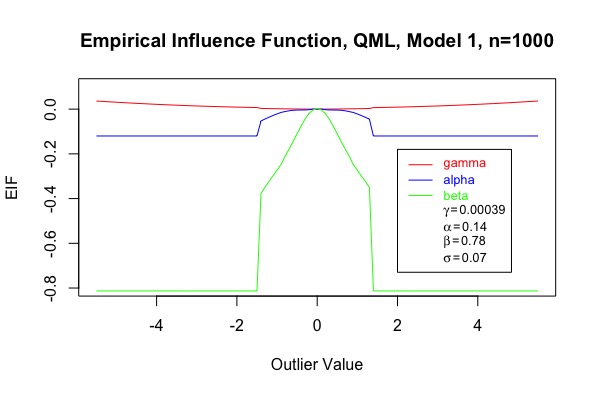 Empirical Influence Function, QML, Model 1, n=1000
EIF
0.0
-0.2
-0.4
-0.6
-0.8
gamma
alpha
beta
γ=0.00039
α=0.14
β=0.78
σ=0.07
-4 -2 0 2 4
Outlier Value